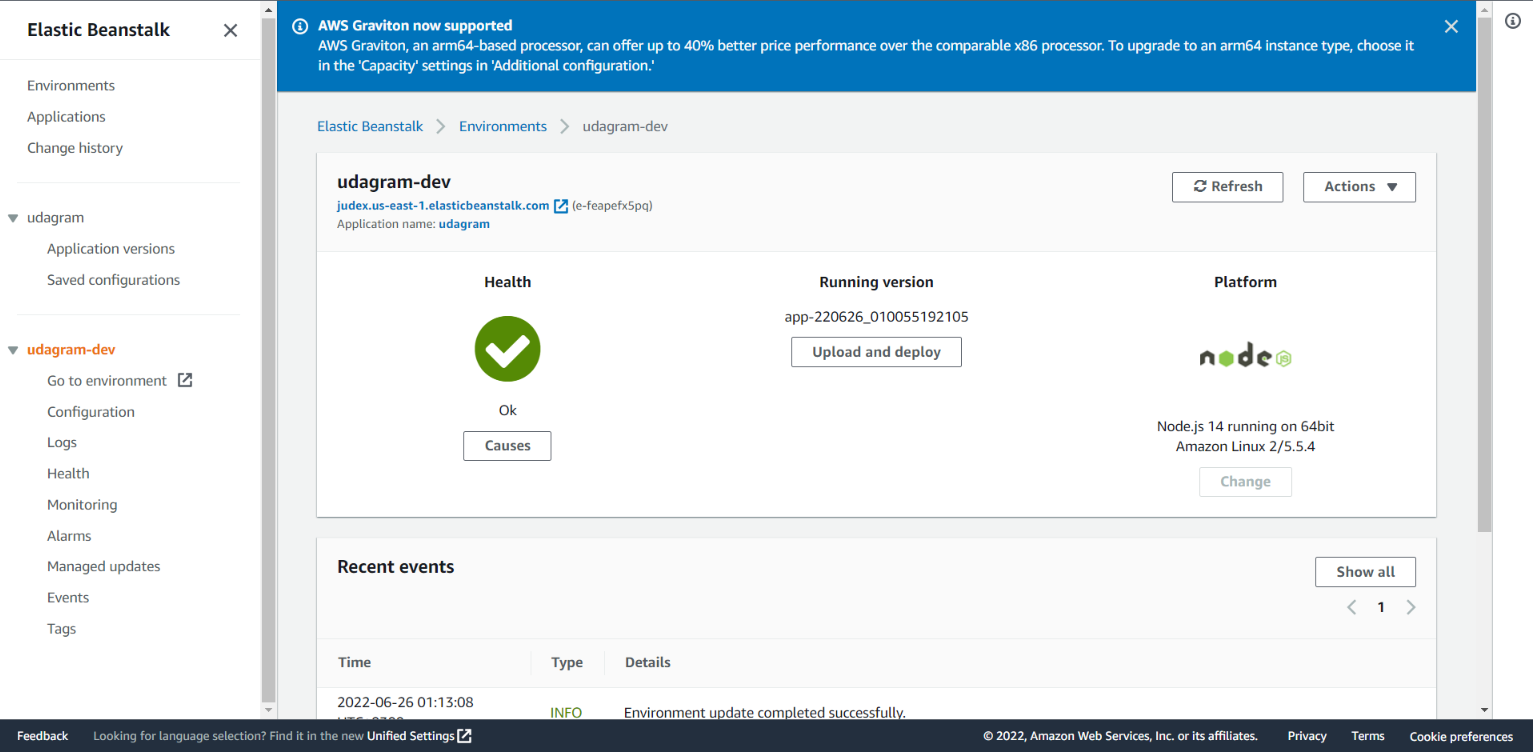 Elastic Beanstalk
Environments
Applications
Change history
udagram
Application versions
Saved configurations
udagram-dev
Go to environment
Configuration
Logs
Health
Monitoring
Alarms
Managed updates
Events
Tags
AWS Graviton now supported
AWS Graviton, an arm64-based processor, can offer up to 40% better price performance over the comparable x86 processor. To upgrade to an arm64 instance type, choose it
in the 'Capacity' settings in 'Additional configuration.'
Elastic Beanstalk Environments udagram-dev
udagram-dev
judex.us-east-1.elasticbeanstalk.com (e-feapefx5pq)
Application name: udagram
Refresh Actions
Health
Ok
Causes
Running version
app-220626_010055192105
Upload and deploy
Platform
node JS
Node.js 14 running on 64bit
Amazon Linux 2/5.5.4
Change
Recent events
Show all
1
Time Type Details
2022-06-26 01:13:08 INFO Environment update completed successfully.
Feedback Looking for language selection? Find it in the new Unified Settings © 2022, Amazon Web Services, Inc. or its affiliates. Privacy Terms Cookie preferences